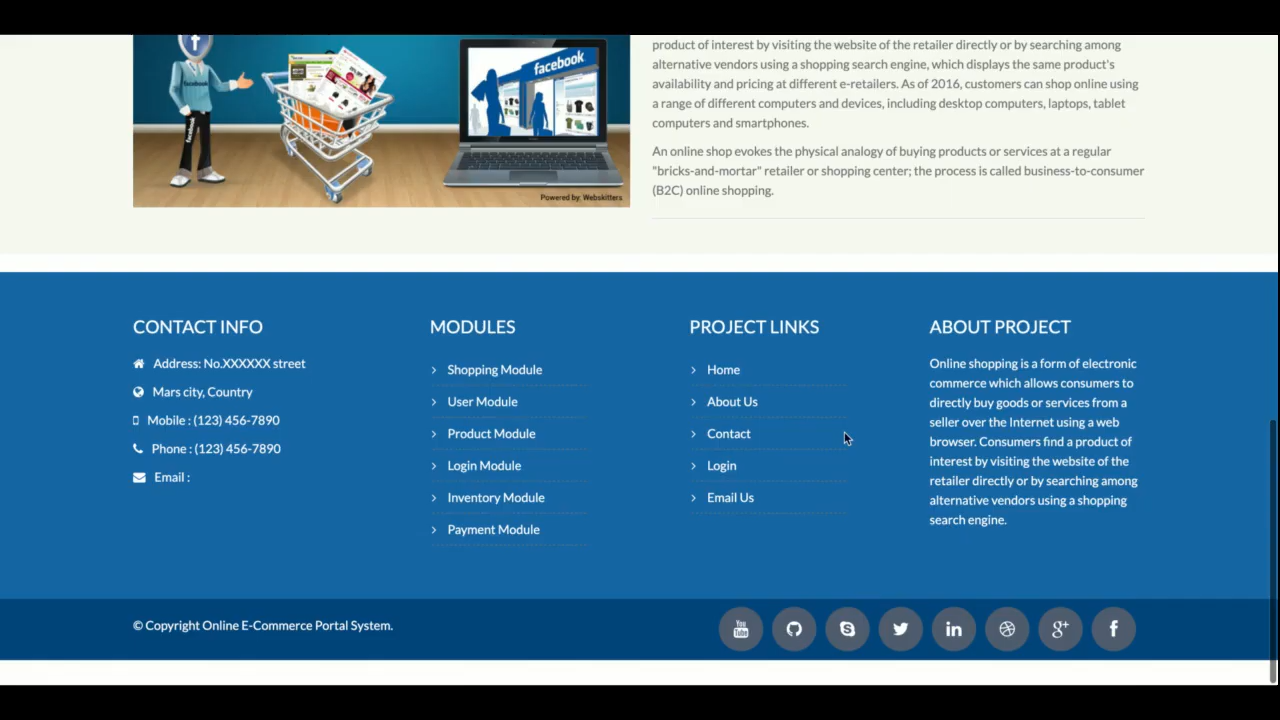 product of interest by visiting the website of the retailer directly or by searching among
alternative vendors using a shopping search engine, which displays the same product's
availability and pricing at different e-retailers. As of 2016, customers can shop online using
a range of different computers and devices, including desktop computers, laptops, tablet
computers and smartphones.
An online shop evokes the physical analogy of buying products or services at a regular
"bricks-and-mortar" retailer or shopping center; the process is called business-to-consumer
(B2C) online shopping.
facebook
facebook
facebook
Powered by: Webskitters
CONTACT INFO
Address: No.XXXXXX street
Mars city, Country
Mobile : (123) 456-7890
Phone : (123) 456-7890
Email :
MODULES
Shopping Module
User Module
Product Module
Login Module
Inventory Module
Payment Module
PROJECT LINKS
Home
About Us
Contact
Login
Email Us
ABOUT PROJECT
Online shopping is a form of electronic
commerce which allows consumers to
directly buy goods or services from a
seller over the Internet using a web
browser. Consumers find a product of
interest by visiting the website of the
retailer directly or by searching among
alternative vendors using a shopping
search engine.
© Copyright Online E-Commerce Portal System.
You
Tube